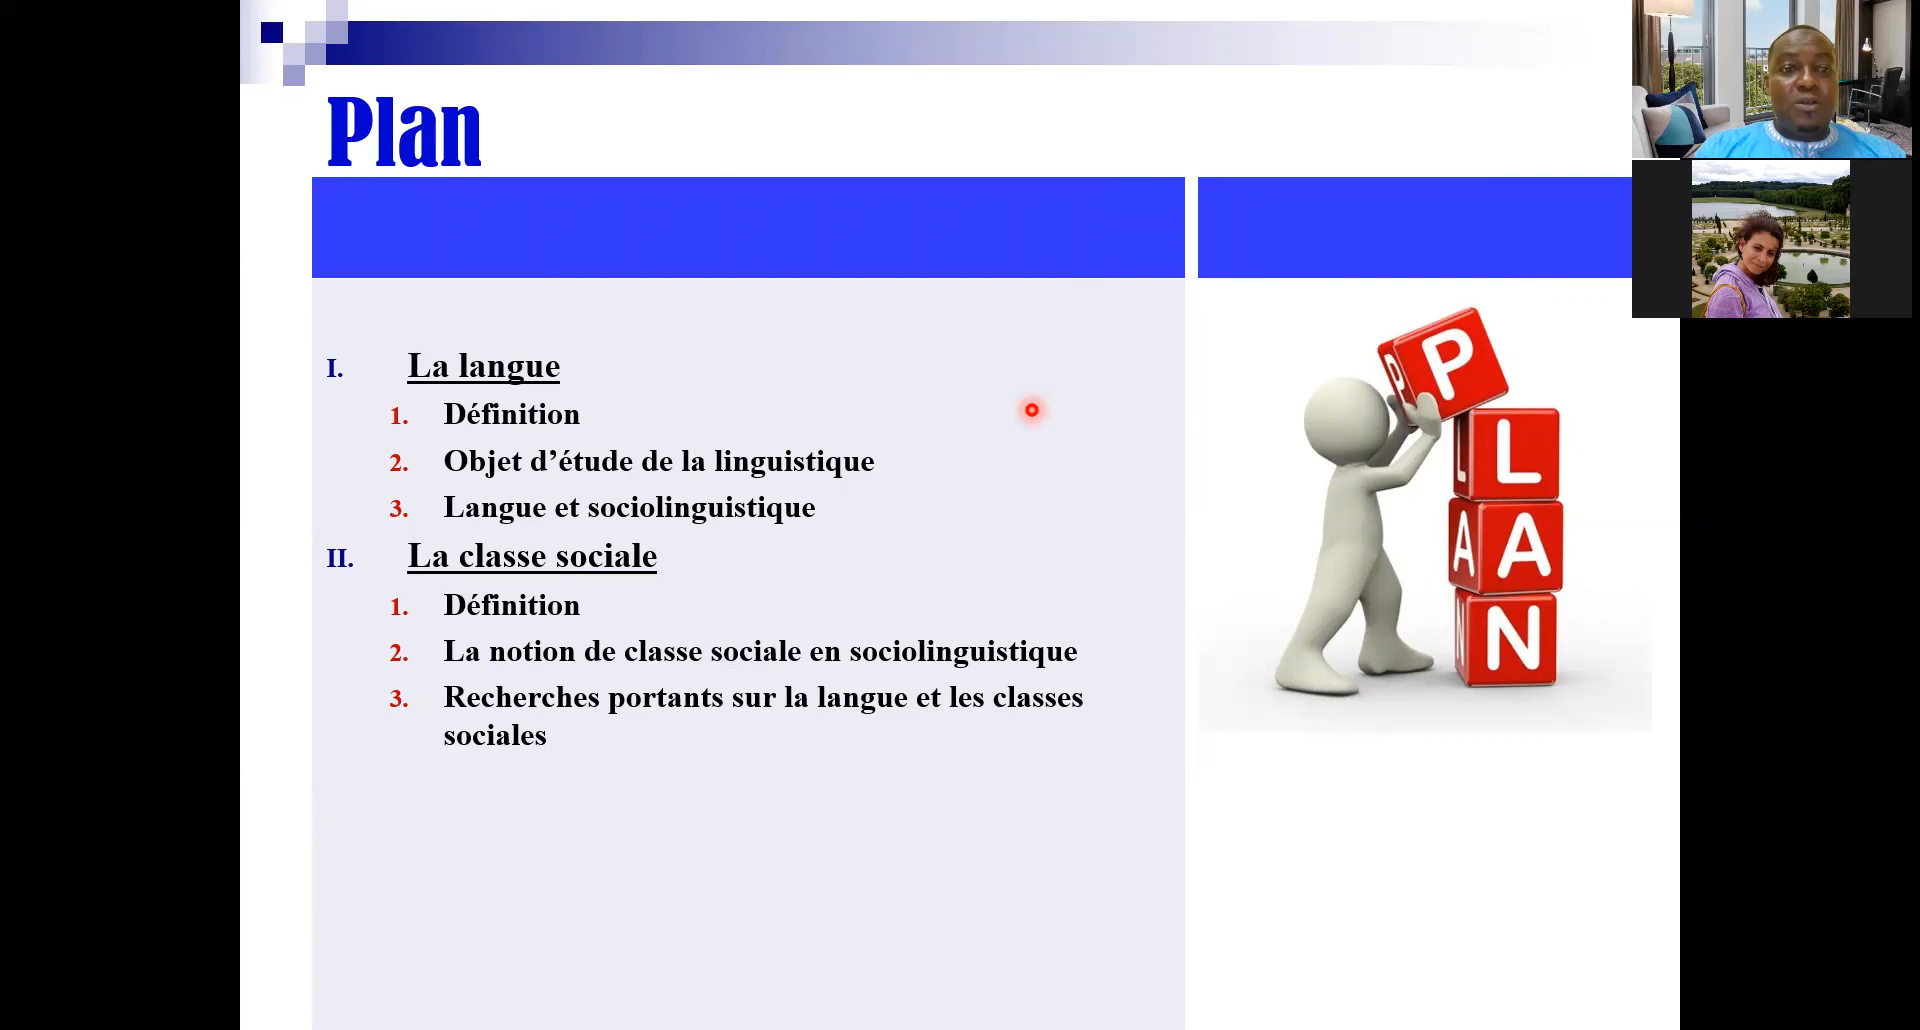 Plan
I. La langue
1. Définition
2. Objet d’étude de la linguistique
3. Langue et sociolinguistique
II. La classe sociale
1. Définition
2. La notion de classe sociale en sociolinguistique
3. Recherches portants sur la langue et les classes
sociales
P P
L L
A A
N N